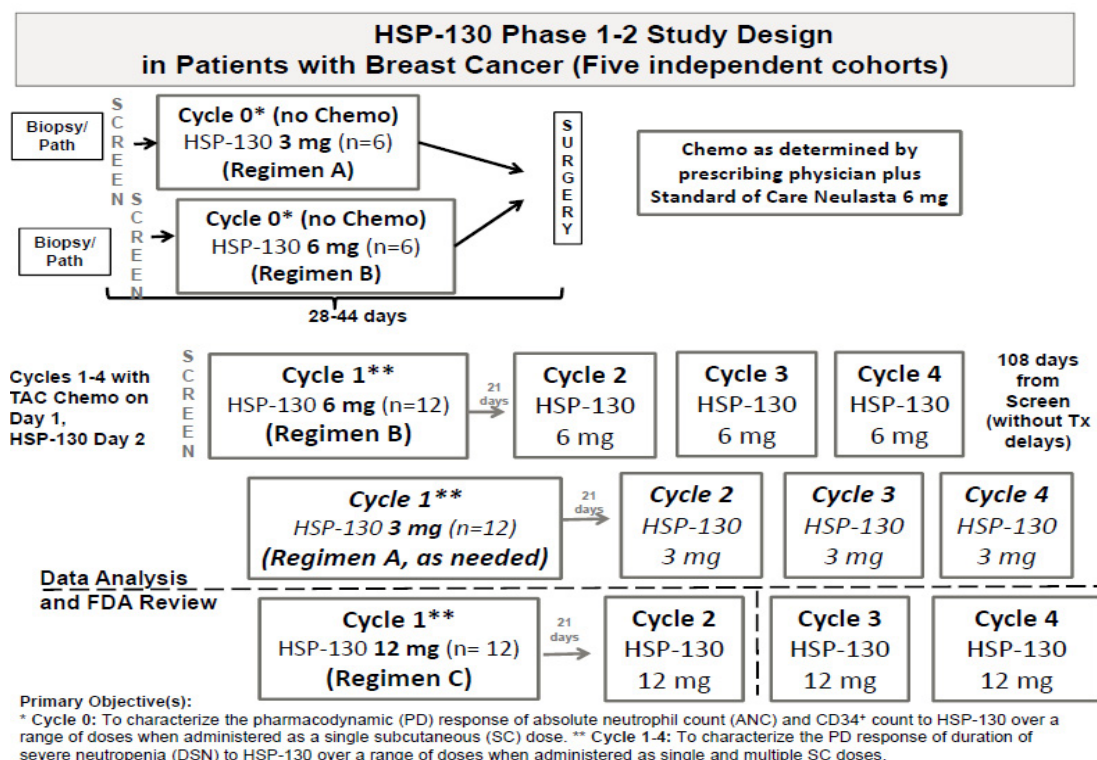 HSP-130 Phase 1-2 Study Design
in Patients with Breast Cancer (Five independent cohorts)
Biopsy/
Path
SCREEN
Cycle 0* (no Chemo)
HSP-130 3 mg (n=6)
(Regimen A)
SURGERY
Chemo as determined by
prescribing physician plus
Standard of Care Neulasta 6 mg
Biopsy/
Path
SCREEN
Cycle 0* (no Chemo)
HSP-130 6 mg (n=6)
(Regimen B)
28-44 days
Cycles 1-4 with
TAC Chemo on
Day 1,
HSP-130 Day 2
SCREEN
Cycle 1**
HSP-130 6 mg (n=12)
(Regimen B)
21
days
Cycle 2
HSP-130
6 mg
Cycle 3
HSP-130
6 mg
Cycle 4
HSP-130
6 mg
108 days
from
Screen
(without Tx
delays)
Cycle 1**
HSP-130 3 mg (n=12)
(Regimen A, as needed)
21
days
Cycle 2
HSP-130
3 mg
Cycle 3
HSP-130
3 mg
Cycle 4
HSP-130
3 mg
Data Analysis
and FDA Review
Cycle 1**
HSP-130 12 mg (n= 12)
(Regimen C)
21
days
Cycle 2
HSP-130
12 mg
Cycle 3
HSP-130
12 mg
Cycle 4
HSP-130
12 mg
Primary Objective(s):
* Cycle 0: To characterize the pharmacodynamic (PD) response of absolute neutrophil count (ANC) and CD34+ count to HSP-130 over a
range of doses when administered as a single subcutaneous (SC) dose. ** Cycle 1-4: To characterize the PD response of duration of
severe neutropenia (DSN) to HSP-130 over a range of doses when administered as single and multiple SC doses.